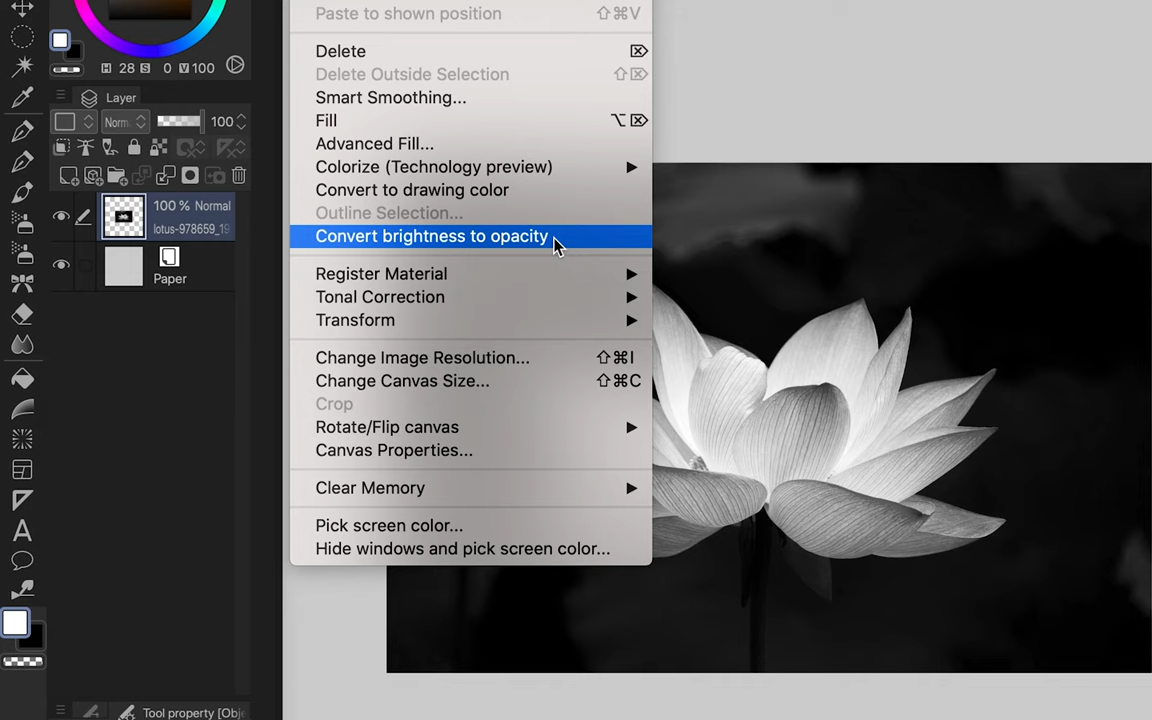 H 28 S 0 V 100
Layer
Norm
100
100 % Normal
lotus-978659_19
Paper
Tool property [Obj
Paste to shown position ⇧⌘V
Delete ⌦
Delete Outside Selection ⇧⌦
Smart Smoothing...
Fill ⌥⌦
Advanced Fill...
Colorize (Technology preview)
Convert to drawing color
Outline Selection...
Convert brightness to opacity
Register Material
Tonal Correction
Transform
Change Image Resolution... ⇧⌘I
Change Canvas Size... ⇧⌘C
Crop
Rotate/Flip canvas
Canvas Properties...
Clear Memory
Pick screen color...
Hide windows and pick screen color...